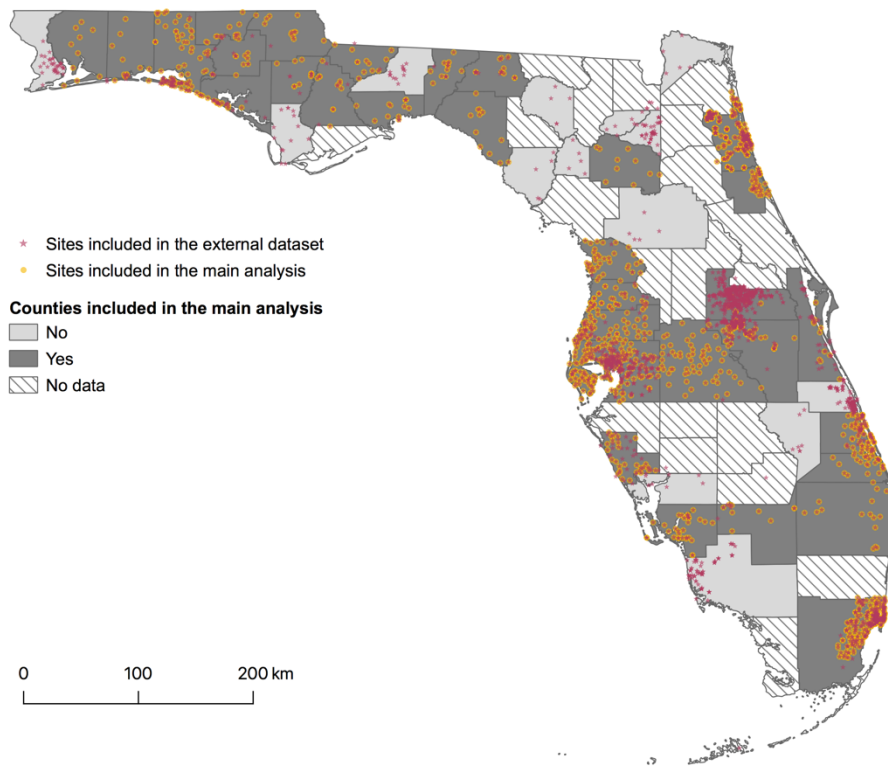 Sites included in the external dataset
Sites included in the main analysis
Counties included in the main analysis
No
Yes
No data
0 100 200 km